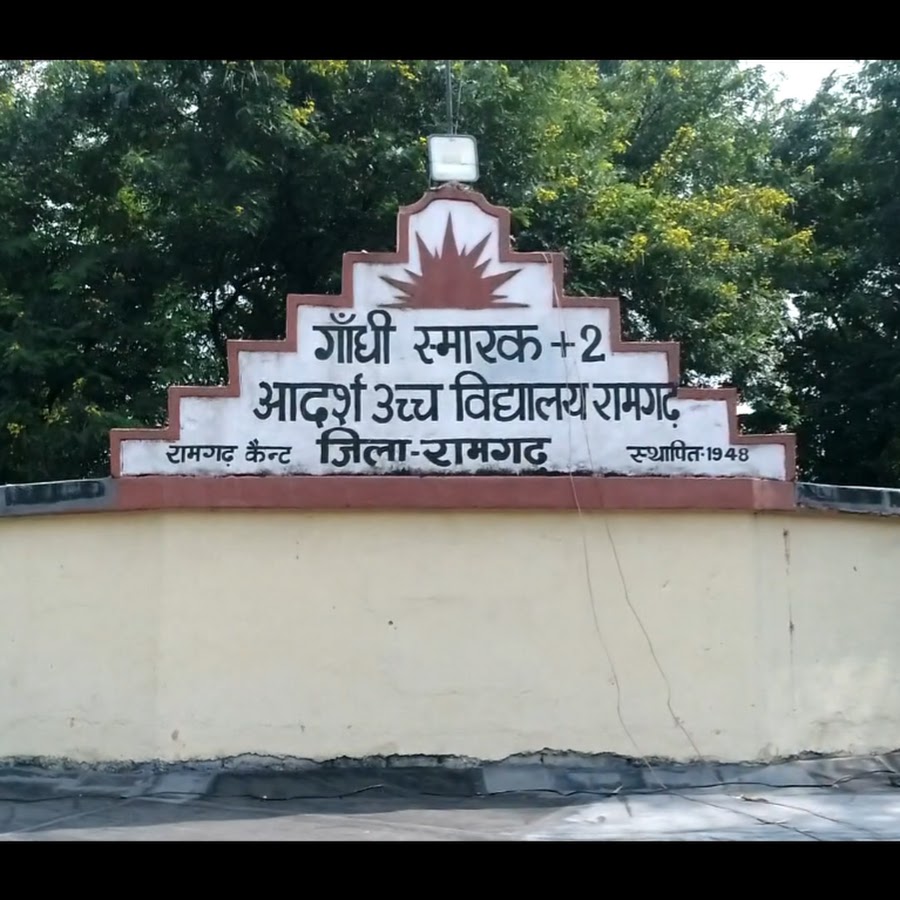 गाँधी स्मारक +2
आदर्श उच्च विद्यालय रामगढ़
रामगढ़ कैन्ट जिला-रामगढ़ स्थापित-1948